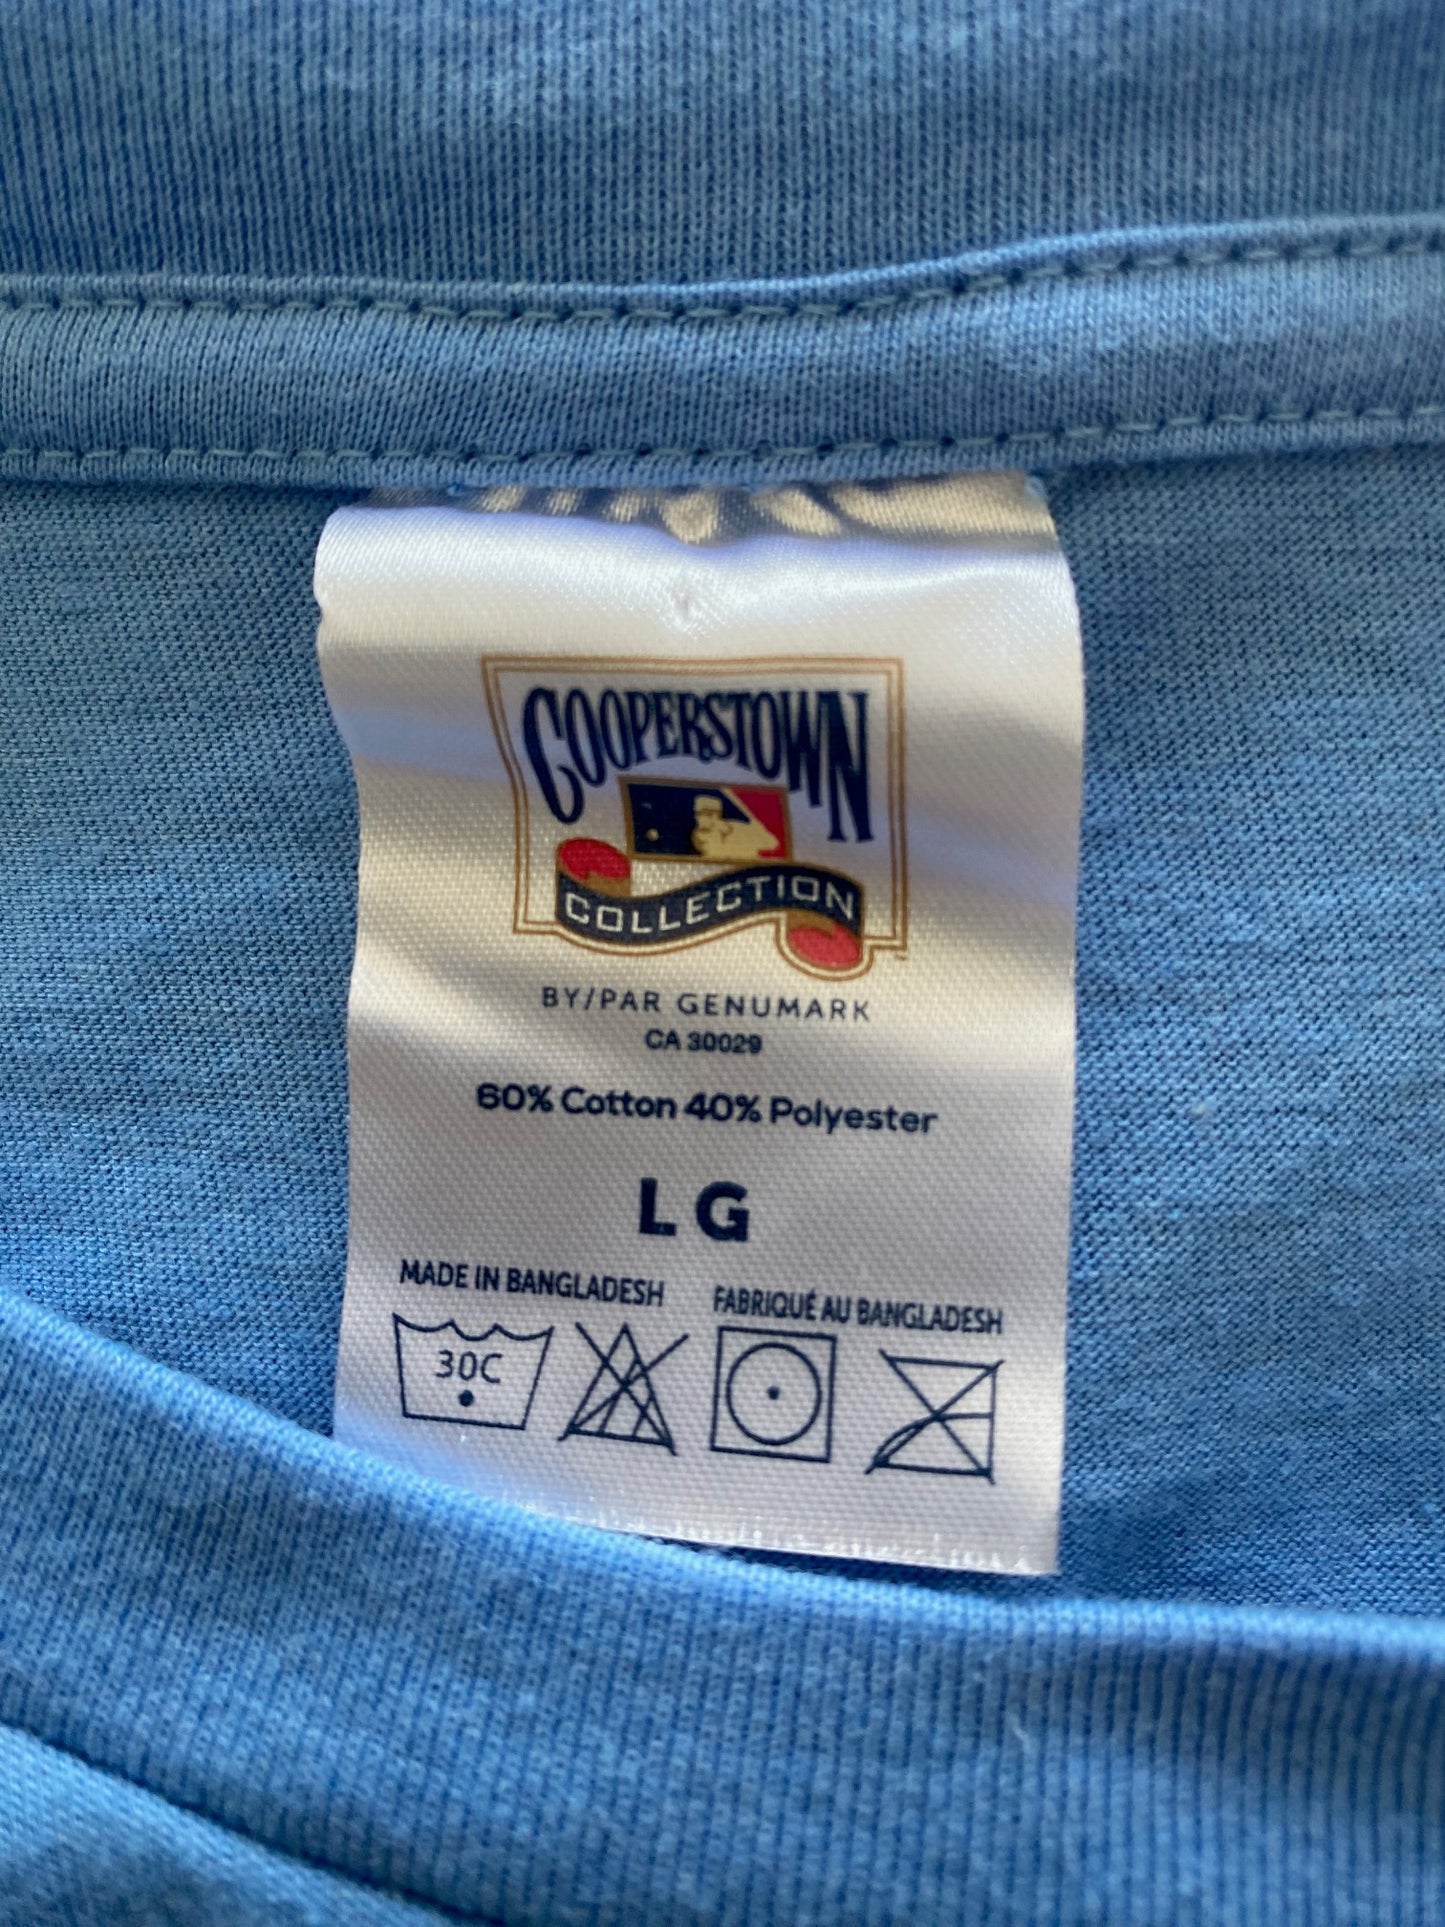 COOPERSTOWN
COLLECTION
BY/PAR GENUMARK
CA 30029
60% Cotton 40% Polyester
LG
MADE IN BANGLADESH FABRIQUÉ AU BANGLADESH
30C